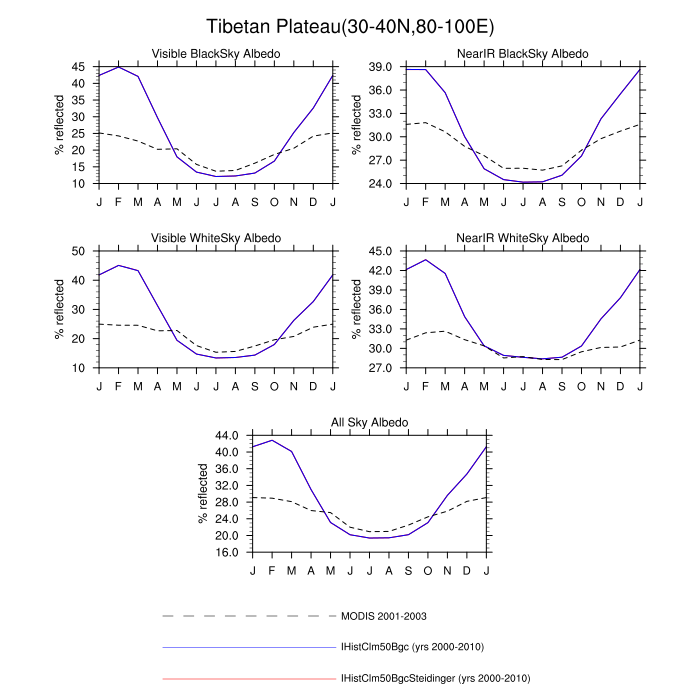 Tibetan Plateau(30-40N,80-100E)
Visible BlackSky Albedo
% reflected
45
40
35
30
25
20
15
10
J F M A M J J A S O N D J
NearIR BlackSky Albedo
% reflected
39.0
36.0
33.0
30.0
27.0
24.0
J F M A M J J A S O N D J
Visible WhiteSky Albedo
% reflected
50
40
30
20
10
J F M A M J J A S O N D J
NearIR WhiteSky Albedo
% reflected
45.0
42.0
39.0
36.0
33.0
30.0
27.0
J F M A M J J A S O N D J
All Sky Albedo
% reflected
44.0
40.0
36.0
32.0
28.0
24.0
20.0
16.0
J F M A M J J A S O N D J
MODIS 2001-2003
IHistClm50Bgc (yrs 2000-2010)
IHistClm50BgcSteidinger (yrs 2000-2010)